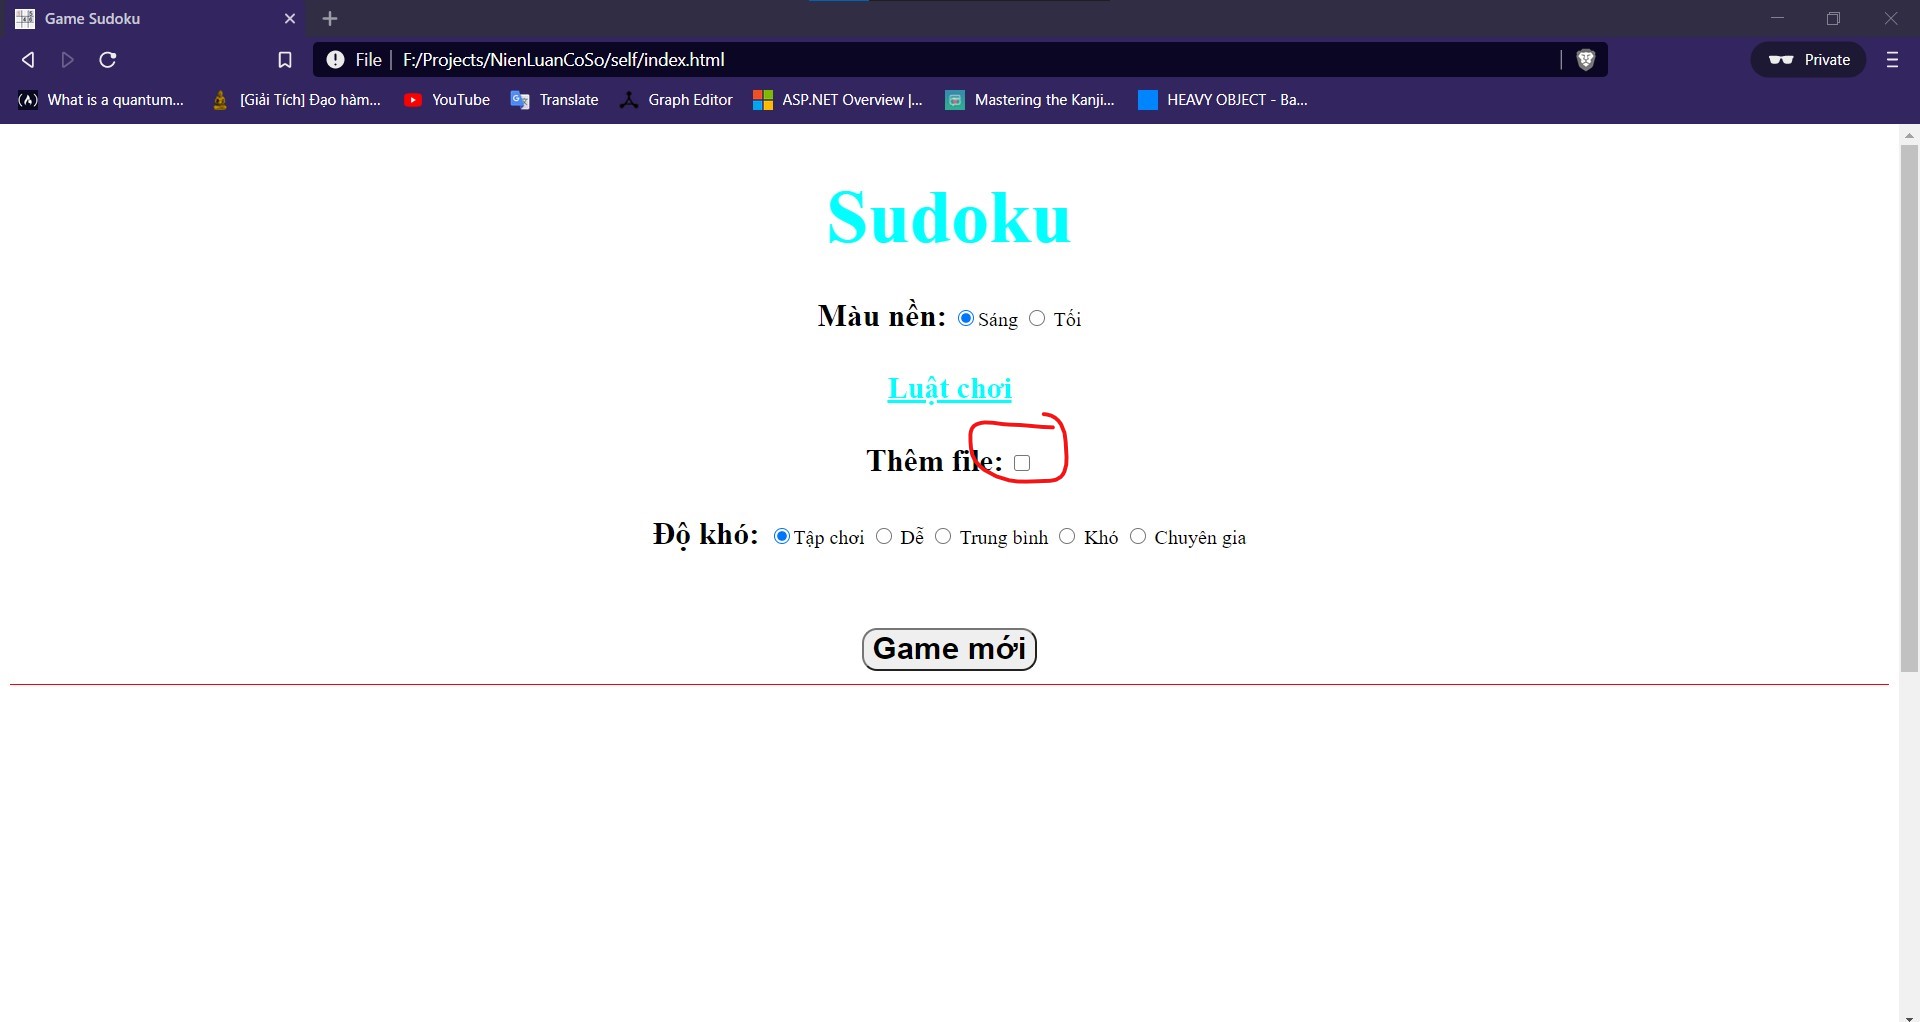 Game Sudoku
File F:/Projects/NienLuanCoSo/self/index.html Private
What is a quantum... [Giải Tích] Đạo hàm... YouTube Translate Graph Editor ASP.NET Overview |... Mastering the Kanji... HEAVY OBJECT - Ba...
Sudoku
Màu nền: Sáng Tối
Luật chơi
Thêm file:
Độ khó: Tập chơi Dễ Trung bình Khó Chuyên gia
Game mới